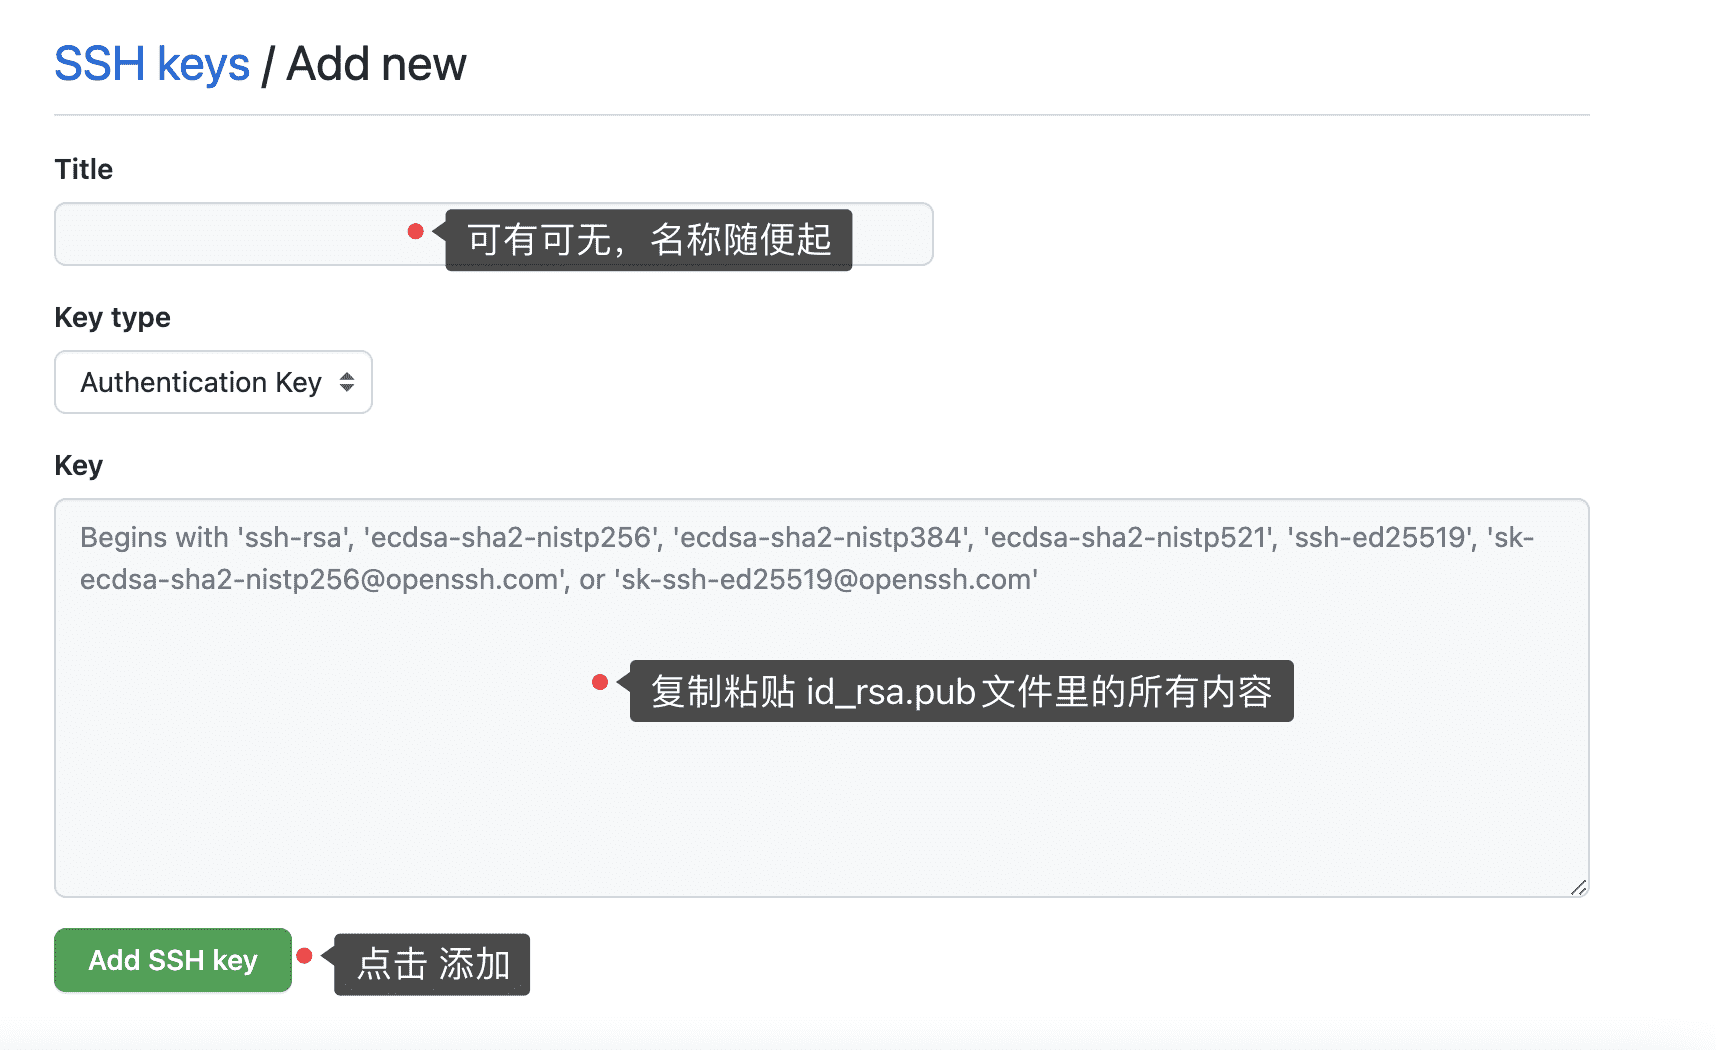 SSH keys / Add new
Title
可有可无，名称随便起
Key type
Authentication Key
Key
Begins with 'ssh-rsa', 'ecdsa-sha2-nistp256', 'ecdsa-sha2-nistp384', 'ecdsa-sha2-nistp521', 'ssh-ed25519', 'sk-
ecdsa-sha2-nistp256@openssh.com', or 'sk-ssh-ed25519@openssh.com'
复制粘贴 id_rsa.pub文件里的所有内容
Add SSH key
点击 添加